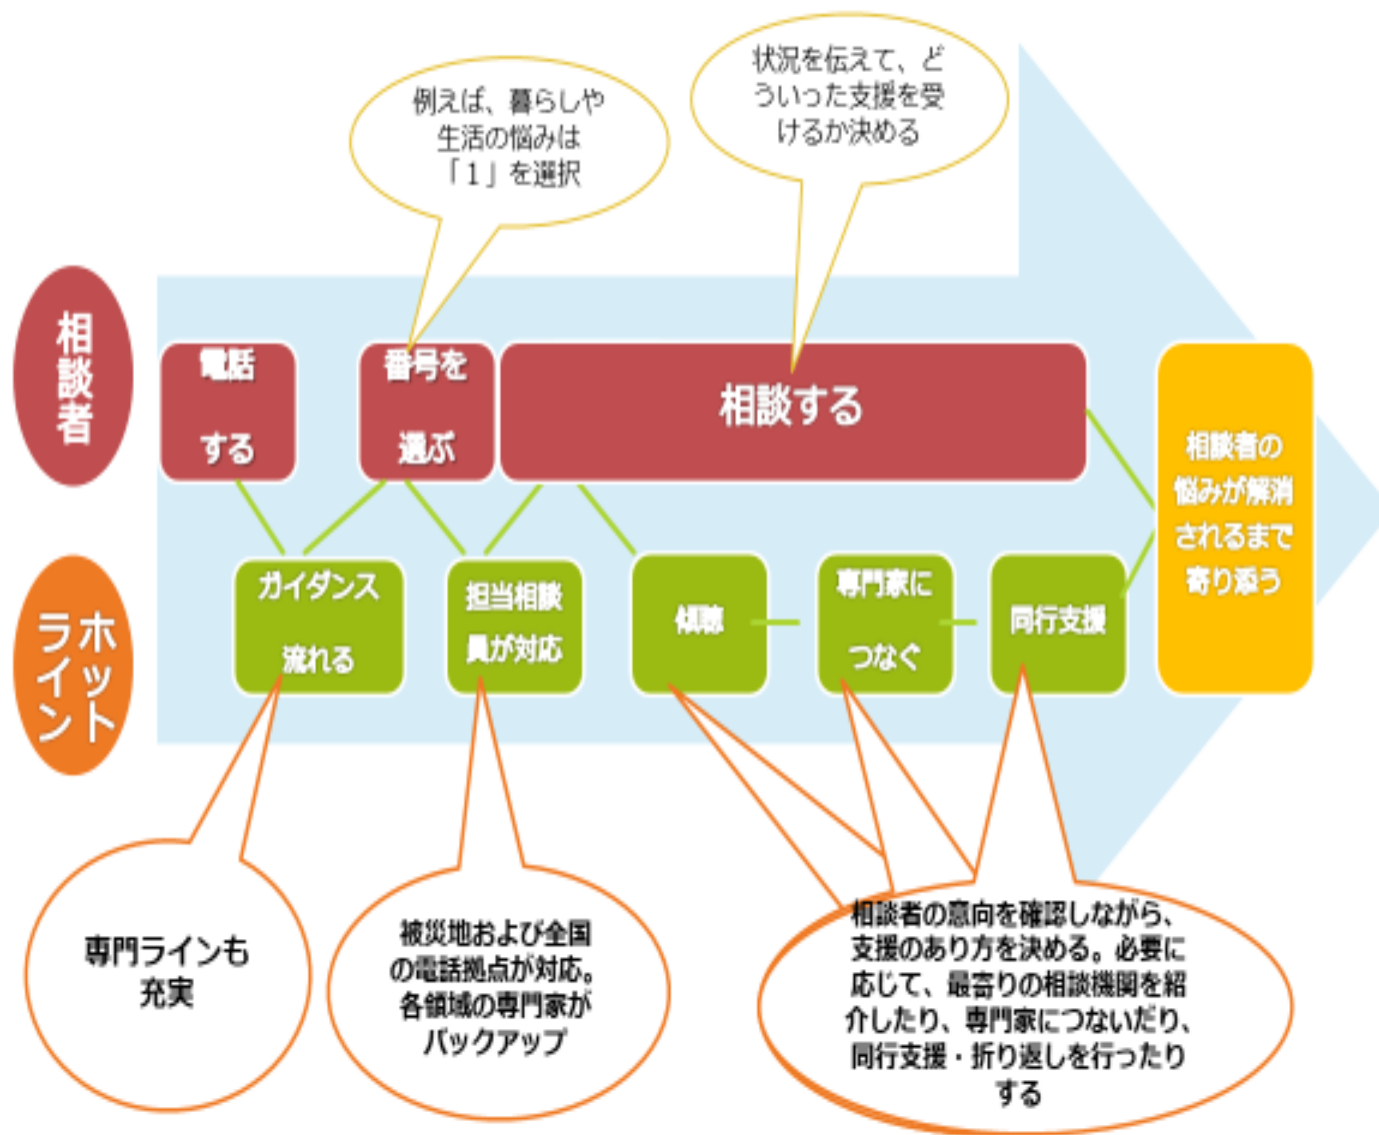 例えば、暮らしや
生活の悩みは
「１」を選択
状況を伝えて、ど
ういった支援を受
けるか決める
相談者
電話
する
番号を
選ぶ
相談する
相談者の
悩みが解消
されるまで
寄り添う
ホット
ライン
ガイダンス
流れる
担当相談
員が対応
傾聴
専門家に
つなぐ
同行支援
専門ラインも
充実
被災地および全国
の電話拠点が対応。
各領域の専門家が
バックアップ
相談者の意向を確認しながら、
支援のあり方を決める。必要に
応じて、最寄りの相談機関を紹
介したり、専門家につないだり、
同行支援・折り返しを行ったり
する